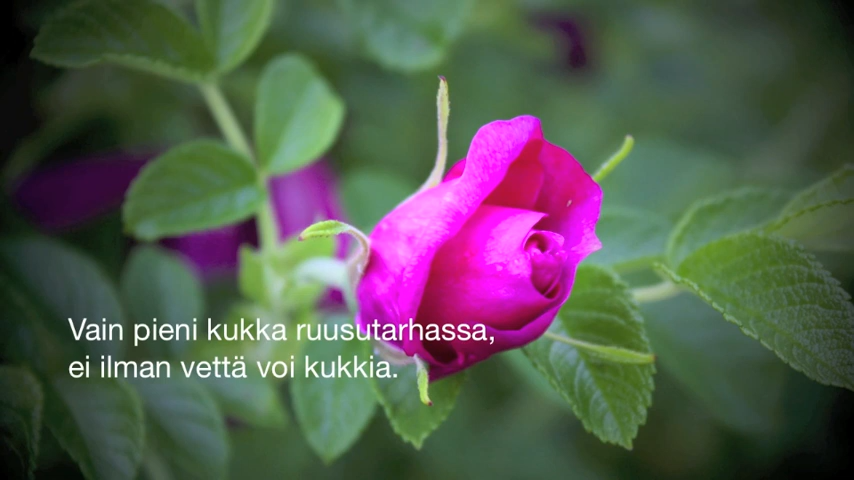 Vain pieni kukka ruusutarhassa,
ei ilman vettä voi kukkia.